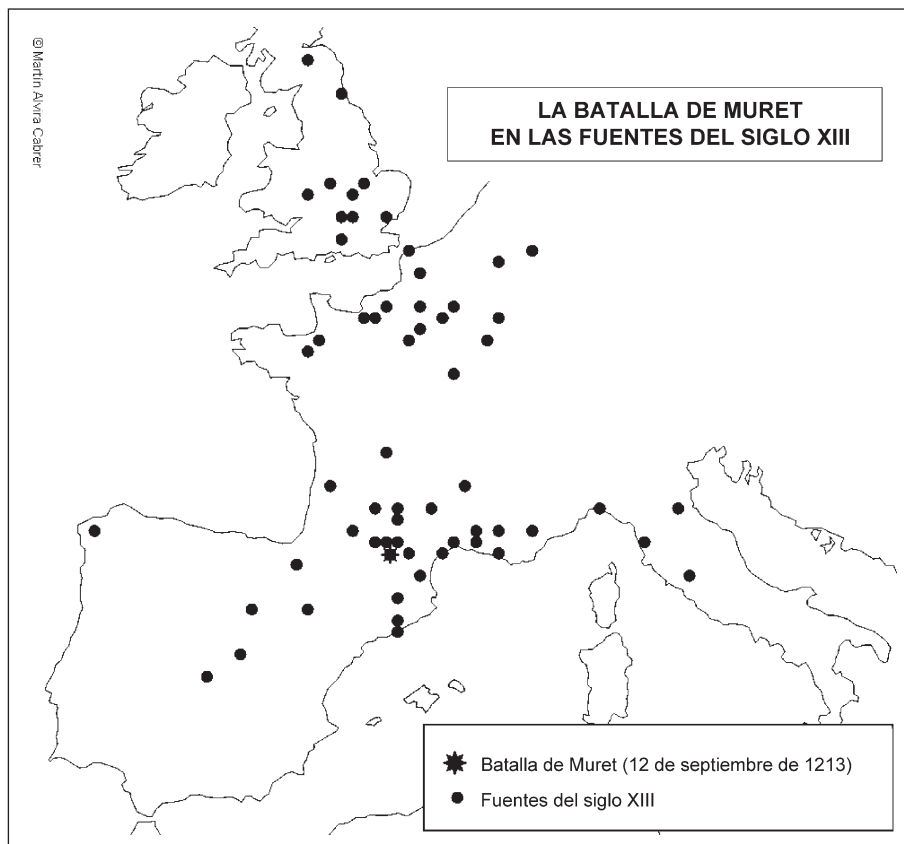 © Martín Alvira Cabrer
LA BATALLA DE MURET
EN LAS FUENTES DEL SIGLO XIII
Batalla de Muret (12 de septiembre de 1213)
Fuentes del siglo XIII